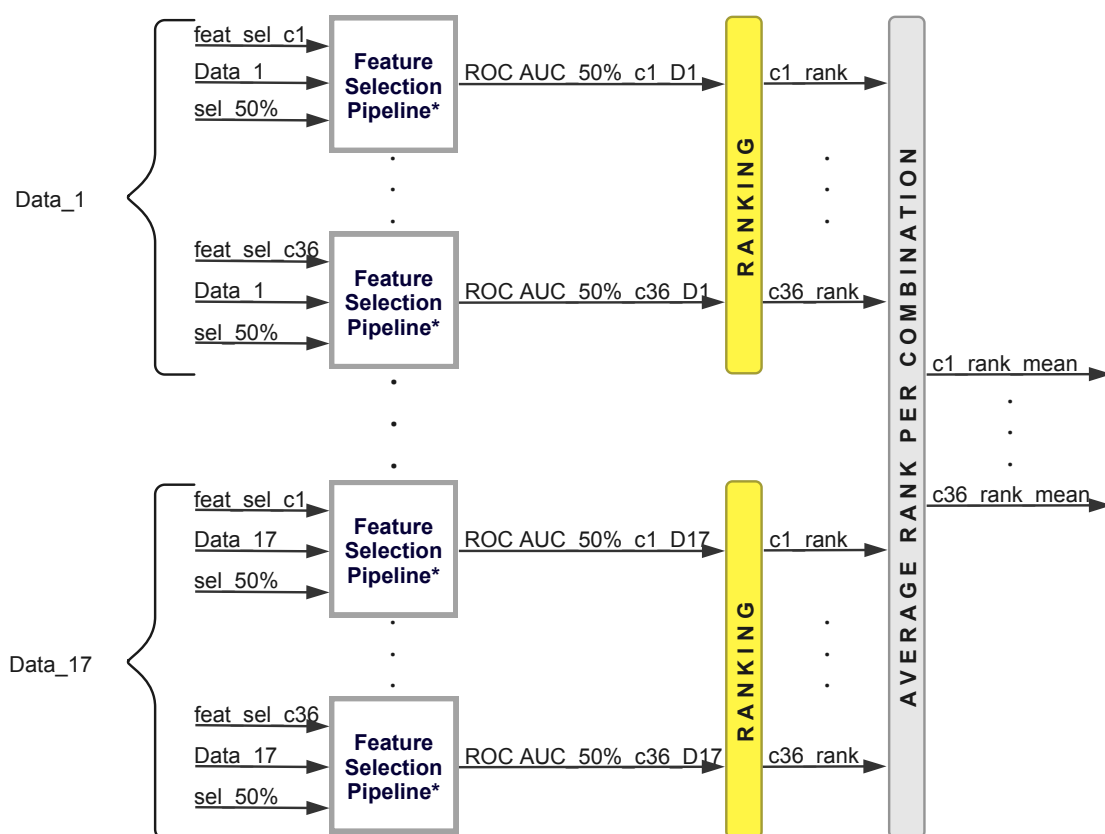 feat_sel_c1
Data_1
sel_50%
Feature
Selection
Pipeline*
ROC AUC_50%_c1_D1
c1_rank
Data_1
feat_sel_c36
Data_1
sel_50%
Feature
Selection
Pipeline*
ROC AUC_50%_c36_D1
c36_rank
RANKING
AVERAGE RANK PER COMBINATION
c1_rank_mean
c36_rank_mean
feat_sel_c1
Data_17
sel_50%
Feature
Selection
Pipeline*
ROC AUC_50%_c1_D17
c1_rank
Data_17
feat_sel_c36
Data_17
sel_50%
Feature
Selection
Pipeline*
ROC AUC_50%_c36_D17
c36_rank
RANKING